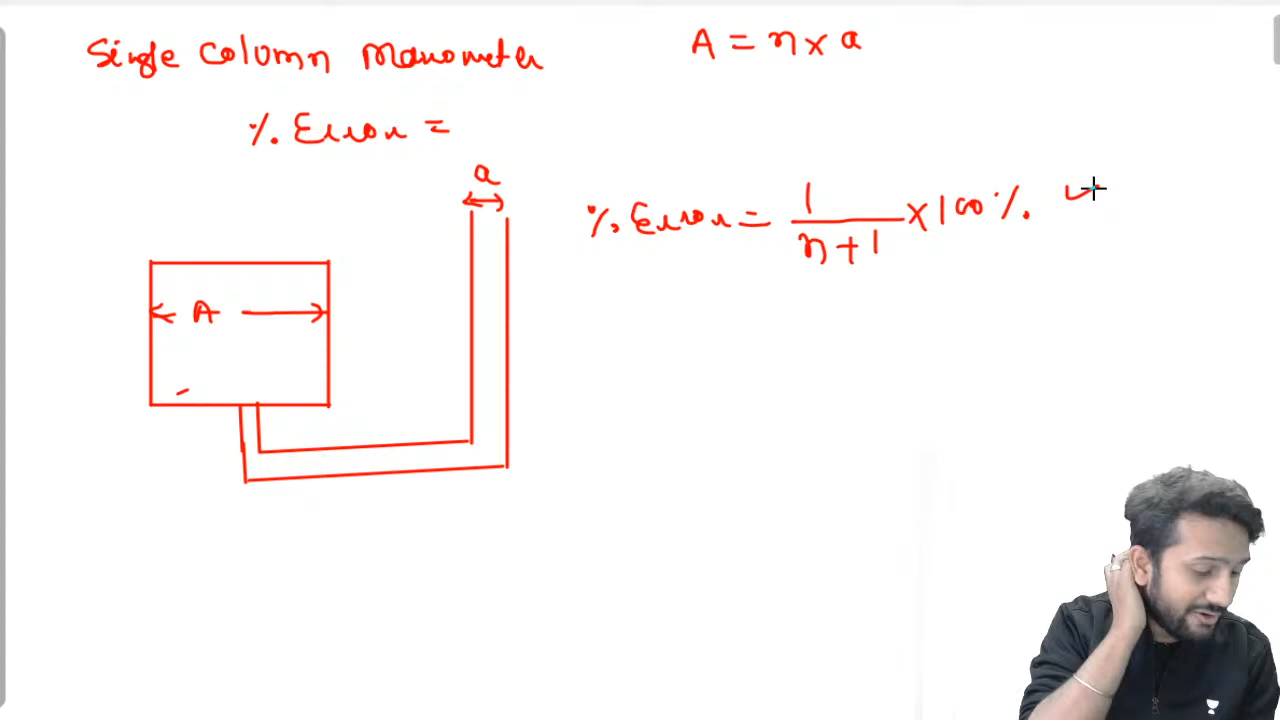 Single column manometer
A = n x a
% Error =
a
% Error = 1/(n+1) x 100%
A